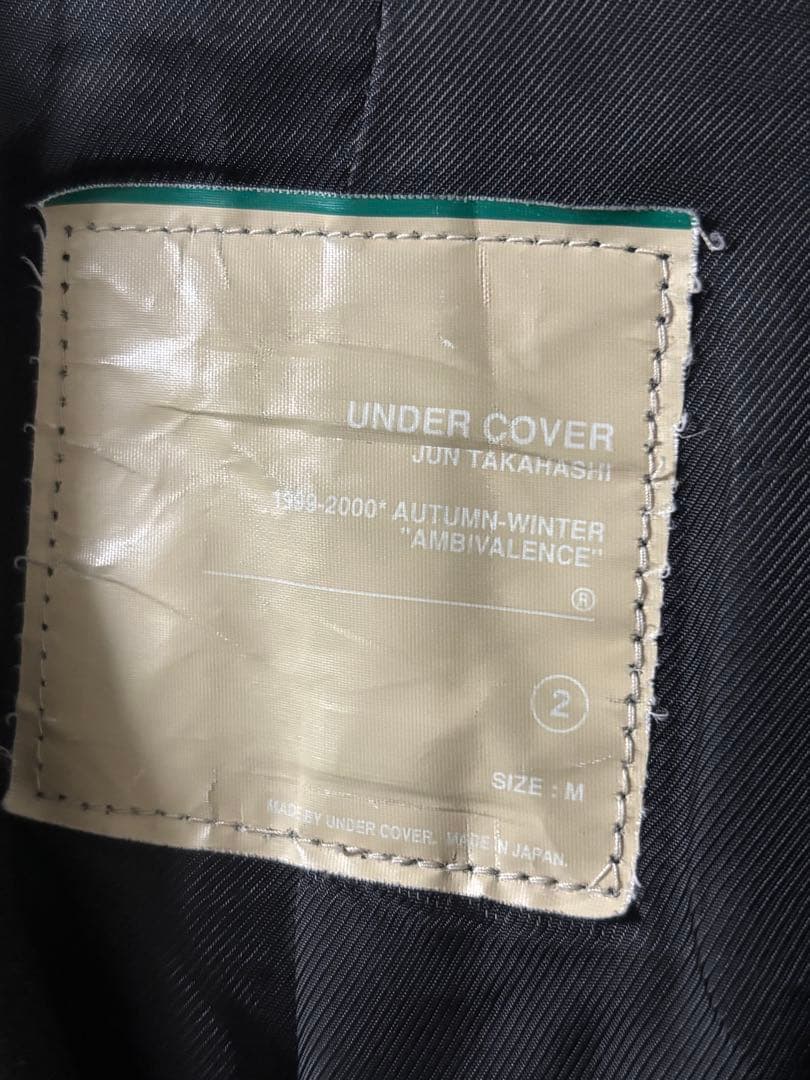 UNDER COVER
JUN TAKAHASHI
1999-2000* AUTUMN-WINTER
"AMBIVALENCE"
®
2
SIZE : M
MADE BY UNDER COVER. MADE IN JAPAN.